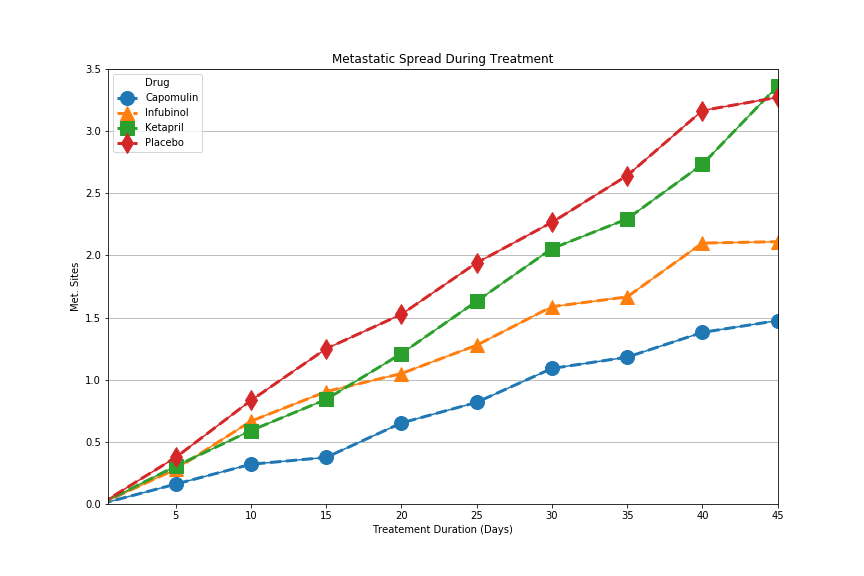 Metastatic Spread During Treatment
Drug
Capomulin
Infubinol
Ketapril
Placebo
3.5
3.0
2.5
2.0
1.5
1.0
0.5
0.0
Met. Sites
5 10 15 20 25 30 35 40 45
Treatement Duration (Days)